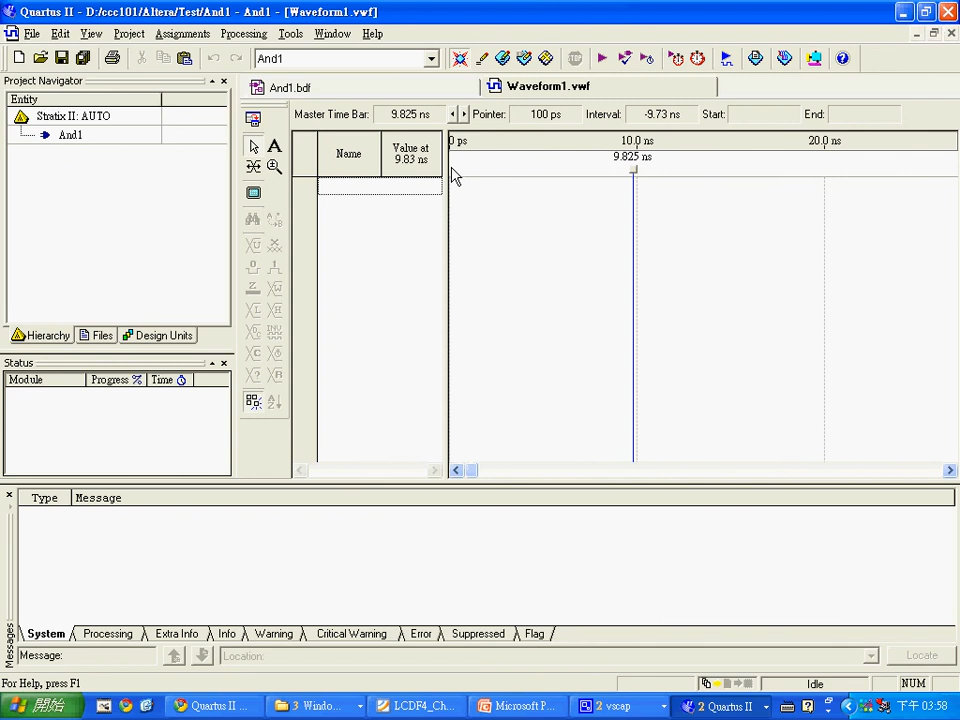 Quartus II - D:/ccc101/Altera/Test/And1 - And1 - [Waveform1.vwf]
File Edit View Project Assignments Processing Tools Window Help
And1
Project Navigator
Entity
Stratix II: AUTO
And1
Hierarchy Files Design Units
Status
Module Progress % Time
And1.bdf
Waveform1.vwf
Master Time Bar: 9.825 ns Pointer: 100 ps Interval: -9.73 ns Start: End:
Name
Value at
9.83 ns
0 ps 10.0 ns 20.0 ns
9.825 ns
Type Message
System Processing Extra Info Info Warning Critical Warning Error Suppressed Flag
Messages
Message: Location: Locate
For Help, press F1 Idle NUM
開始 Quartus II ... 3 Windo... LCDF4_Ch... Microsoft P... 2 vscap 2 Quartus II 下午 03:58